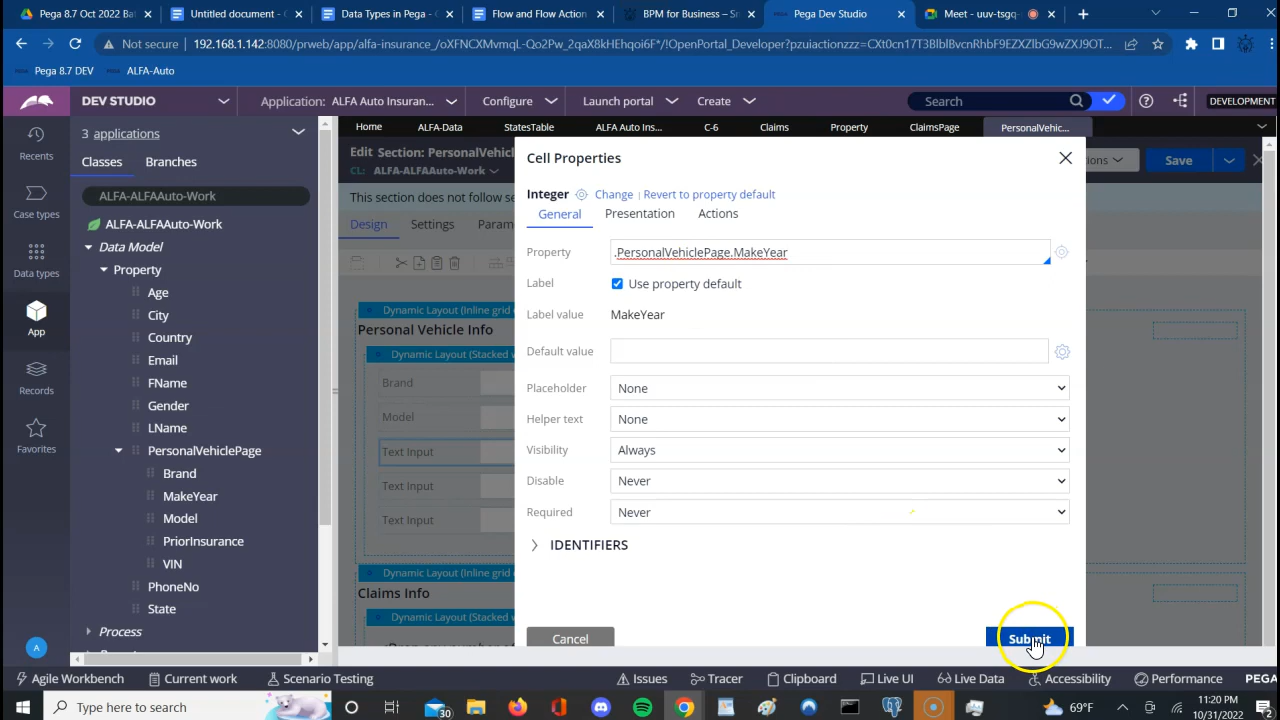 Pega 8.7 Oct 2022 Bat
Untitled document - G
Data Types in Pega - G
Flow and Flow Action
BPM for Business – Sm
Pega Dev Studio
Meet - uuv-tsgq-
Not secure
192.168.1.142:8080/prweb/app/alfa-insurance_/
Pega 8.7 DEV
ALFA-Auto
DEV STUDIO
Application: ALFA Auto Insuran...
Configure
Launch portal
Create
Search
DEVELOPMENT
3 applications
Home
ALFA-Data
StatesTable
ALFA Auto Ins...
C-6
Claims
Property
ClaimsPage
PersonalVehic...
Recents
Classes
Branches
Edit Section: PersonalVehicl
CL: ALFA-ALFAAuto-Work
Save
Case types
ALFA-ALFAAuto-Work
This section does not follow se
ALFA-ALFAAuto-Work
Data Model
Design
Settings
Param
Data types
Property
Age
City
Country
App
Email
FName
Gender
LName
Records
PersonalVehiclePage
Brand
MakeYear
Favorites
Model
PriorInsurance
VIN
PhoneNo
State
Process
A
Dynamic Layout (Inline grid
Personal Vehicle Info
Dynamic Layout (Stacked w
Brand
Model
Text Input
Text Input
Text Input
Dynamic Layout (Inline grid
Claims Info
Dynamic Layout (Stacked w
Cell Properties
Integer
Change
Revert to property default
General
Presentation
Actions
Property
.PersonalVehiclePage.MakeYear
Label
Use property default
Label value
MakeYear
Default value
Placeholder
None
Helper text
None
Visibility
Always
Disable
Never
Required
Never
IDENTIFIERS
Cancel
Submit
Agile Workbench
Current work
Scenario Testing
Issues
Tracer
Clipboard
Live UI
Live Data
Accessibility
Performance
PEGA
Type here to search
30
69°F
11:20 PM
10/31/2022